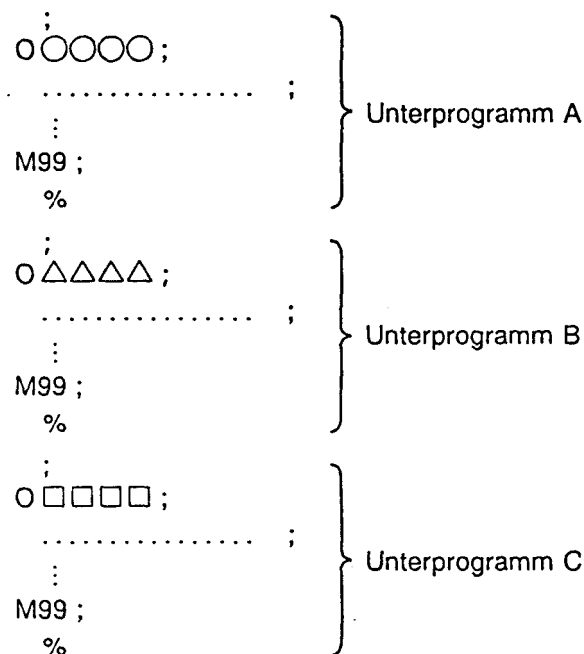 ;
O○○○○;
............... ;
⋮
M99;
%
Unterprogramm A
;
O△△△△;
............... ;
⋮
M99;
%
Unterprogramm B
;
O□□□□;
............... ;
⋮
M99;
%
Unterprogramm C